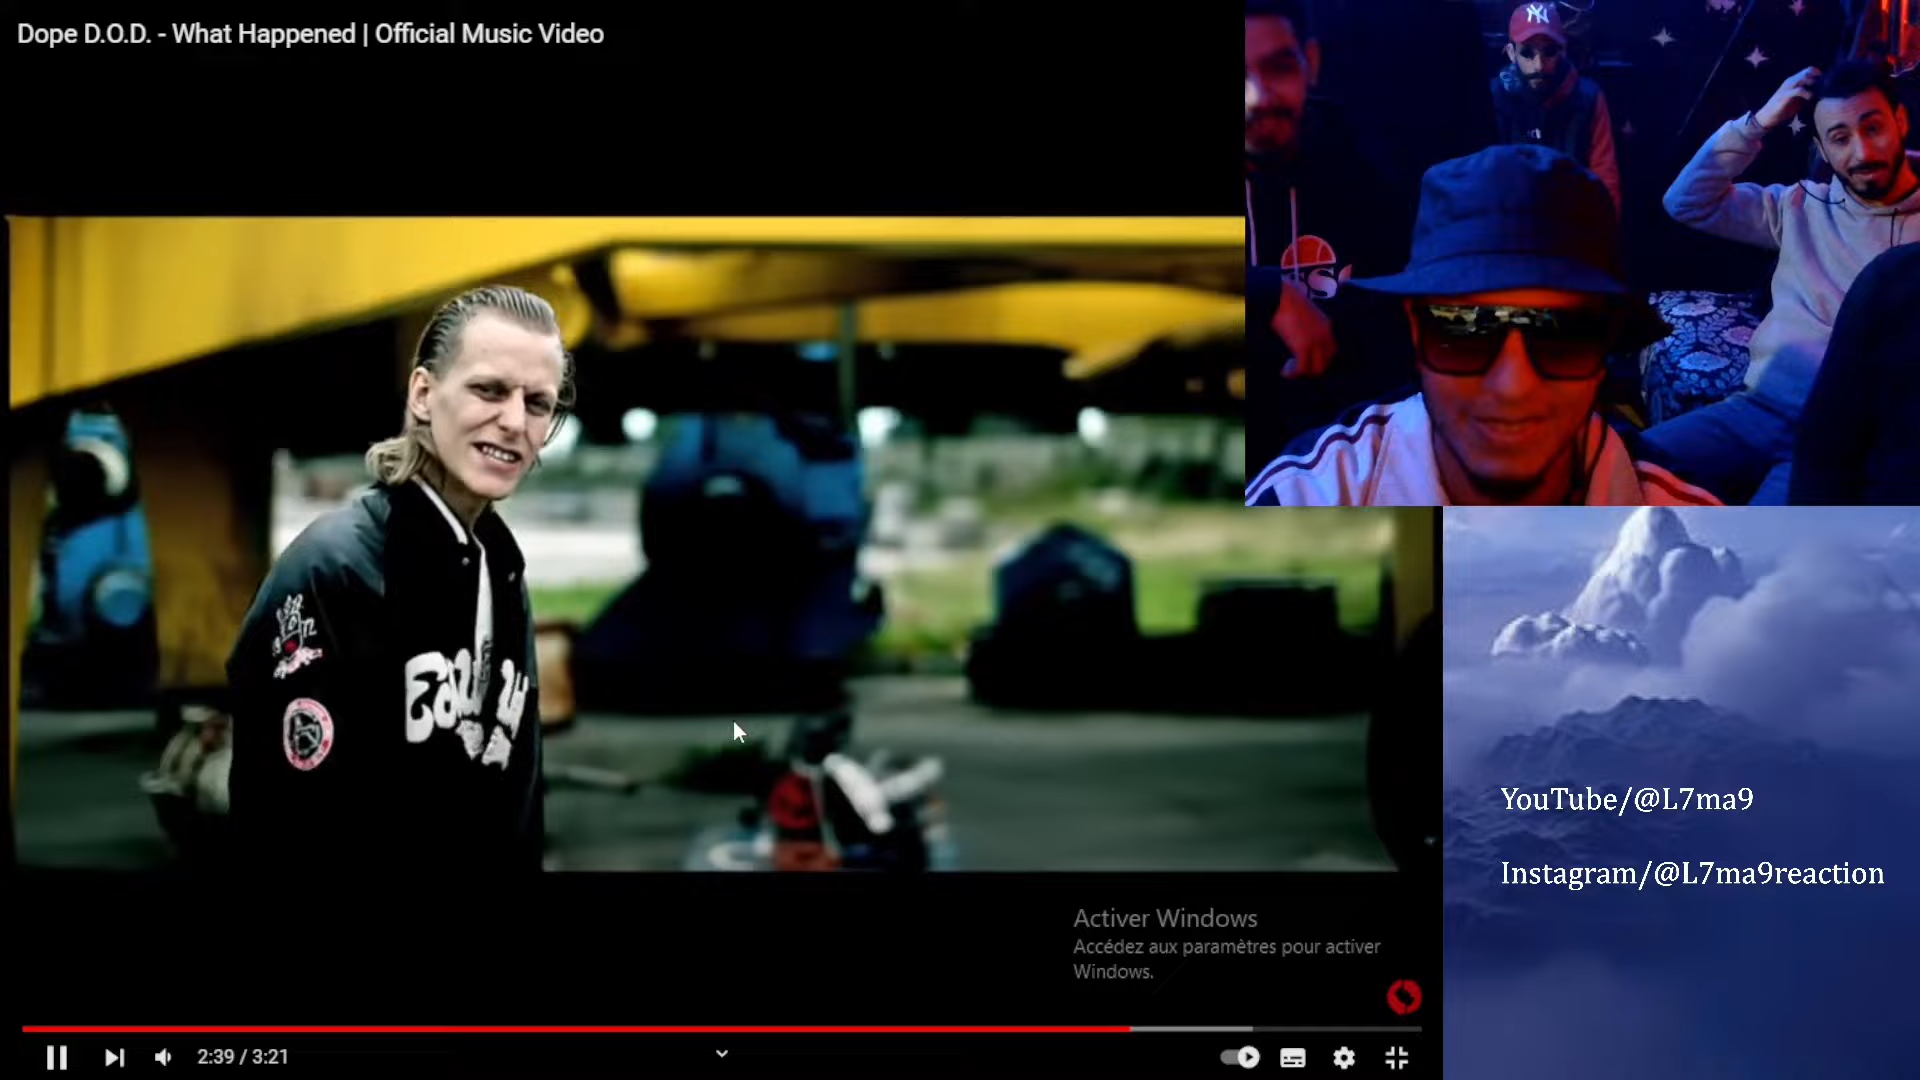 Dope D.O.D. - What Happened | Official Music Video
NY
YouTube/@L7ma9
Instagram/@L7ma9reaction
Activer Windows
Accédez aux paramètres pour activer
Windows.
2:39 / 3:21